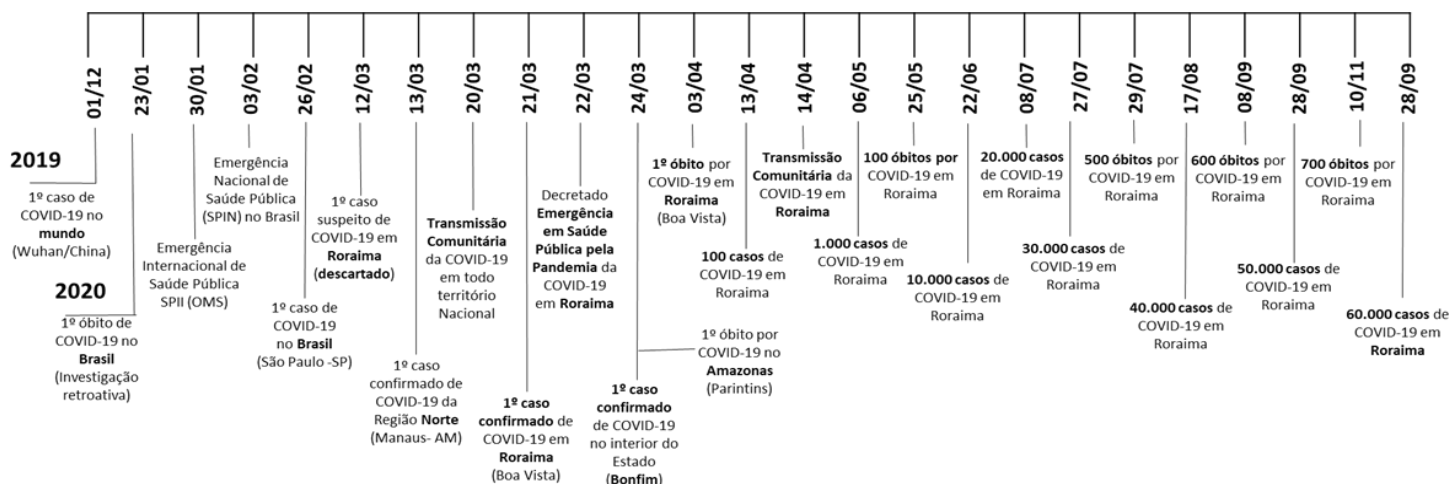 01/12
23/01
30/01
03/02
26/02
12/03
13/03
20/03
21/03
22/03
24/03
03/04
13/04
14/04
06/05
25/05
22/06
08/07
27/07
29/07
17/08
08/09
28/09
10/11
28/09
2019
1º caso de
COVID-19 no
mundo
(Wuhan/China)
2020
1º óbito de
COVID-19 no
Brasil
(Investigação
retroativa)
Emergência
Internacional de
Saúde Pública
SPII (OMS)
Emergência
Nacional de
Saúde Pública
(SPIN) no Brasil
1º caso de
COVID-19
no Brasil
(São Paulo -SP)
1º caso
suspeito de
COVID-19 em
Roraima
(descartado)
1º caso
confirmado de
COVID-19 da
Região Norte
(Manaus- AM)
Transmissão
Comunitária
da COVID-19
em todo
território
Nacional
1º caso
confirmado de
COVID-19 em
Roraima
(Boa Vista)
Decretado
Emergência
em Saúde
Pública pela
Pandemia da
COVID-19
em Roraima
1º caso
confirmado
de COVID-19
no interior do
Estado
(Bonfim)
1º óbito por
COVID-19 no
Amazonas
(Parintins)
1º óbito por
COVID-19 em
Roraima
(Boa Vista)
100 casos de
COVID-19 em
Roraima
Transmissão
Comunitária da
COVID-19 em
Roraima
1.000 casos de
COVID-19 em
Roraima
100 óbitos por
COVID-19 em
Roraima
10.000 casos de
COVID-19 em
Roraima
20.000 casos
de COVID-19
em Roraima
30.000 casos de
COVID-19 em
Roraima
500 óbitos por
COVID-19 em
Roraima
40.000 casos de
COVID-19 em
Roraima
600 óbitos por
COVID-19 em
Roraima
50.000 casos de
COVID-19 em
Roraima
700 óbitos por
COVID-19 em
Roraima
60.000 casos de
COVID-19 em
Roraima